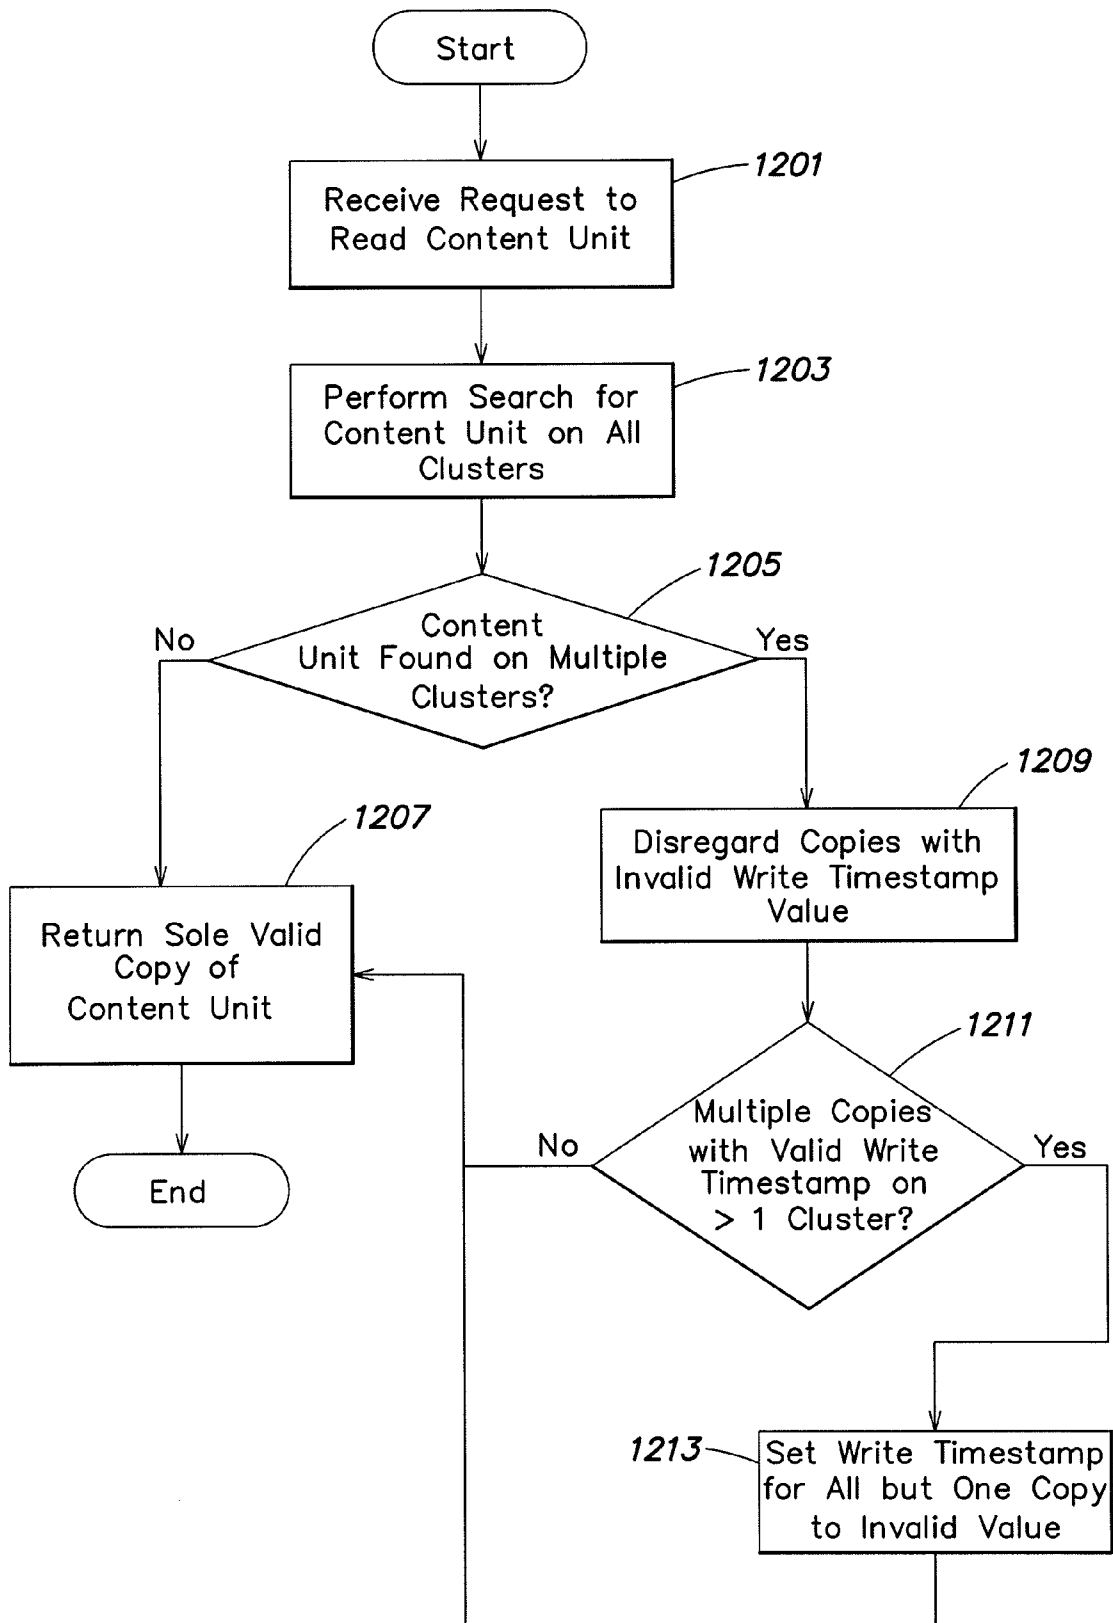 Start
1201
Receive Request to
Read Content Unit
1203
Perform Search for
Content Unit on All
Clusters
1205
Content
Unit Found on Multiple
Clusters?
No
Yes
1209
Disregard Copies with
Invalid Write Timestamp
Value
1207
Return Sole Valid
Copy of
Content Unit
End
1211
Multiple Copies
with Valid Write
Timestamp on
> 1 Cluster?
No
Yes
1213
Set Write Timestamp
for All but One Copy
to Invalid Value